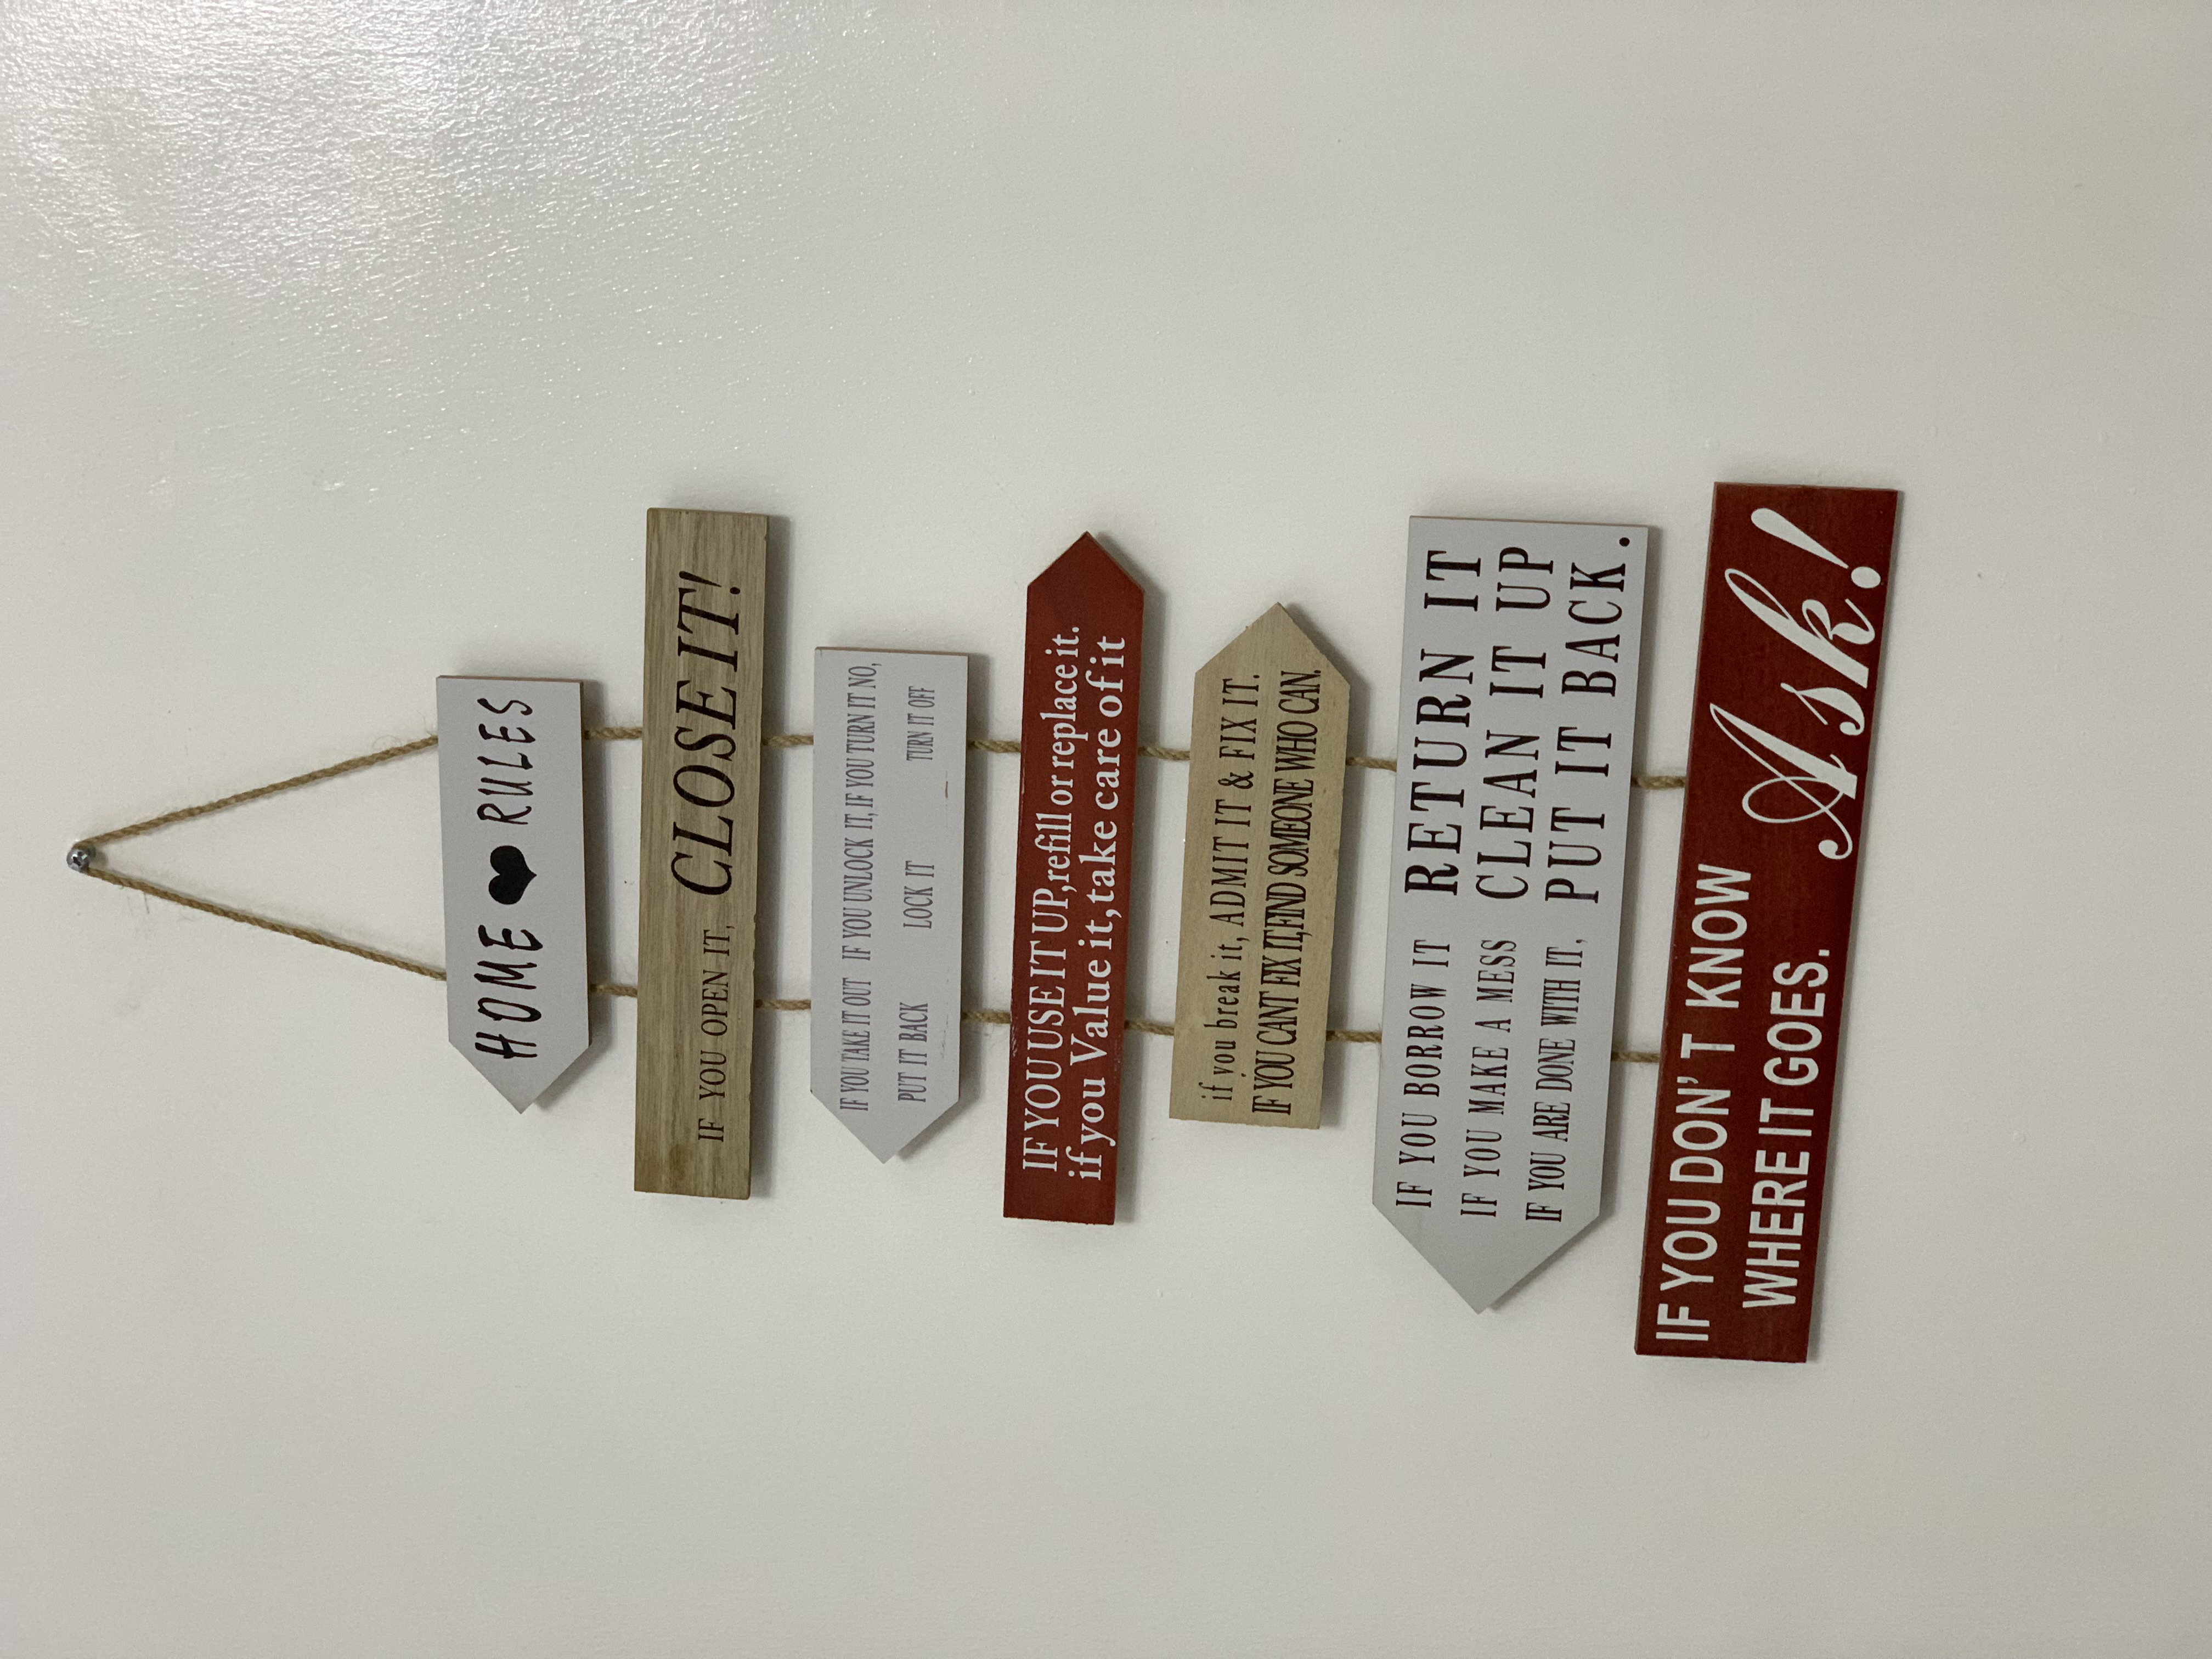 HOME ♥ RULES
IF YOU OPEN IT, CLOSE IT!
IF YOU TAKE IT OUT IF YOU UNLOCK IT, IF YOU TURN IT NO,
PUT IT BACK LOCK IT TURN IT OFF
IF YOU USE IT UP, refill or replace it.
if you Value it, take care of it
if you break it, ADMIT IT & FIX IT.
IF YOU CANT FIX IT, FIND SOMEONE WHO CAN.
IF YOU BORROW IT RETURN IT
IF YOU MAKE A MESS CLEAN IT UP
IF YOU ARE DONE WITH IT, PUT IT BACK.
IF YOU DON'T KNOW
WHERE IT GOES. Ask!